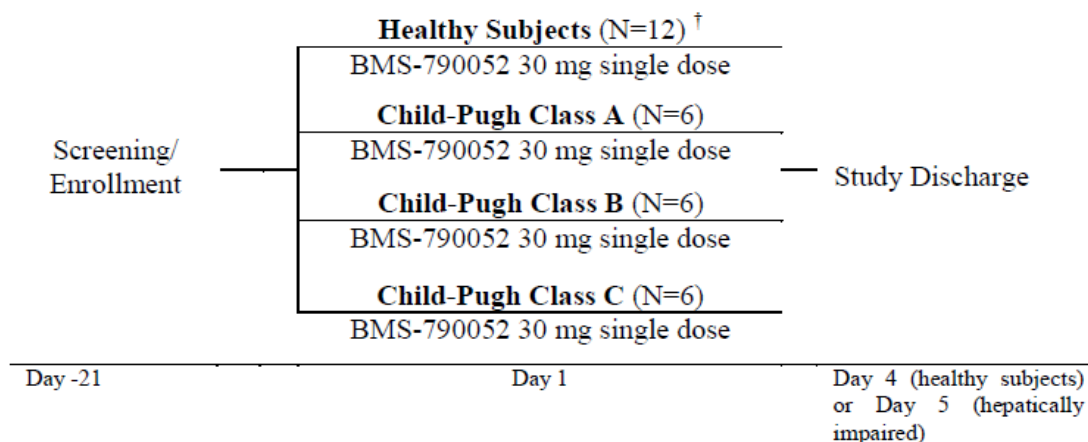 Healthy Subjects (N=12) †
BMS-790052 30 mg single dose
Child-Pugh Class A (N=6)
BMS-790052 30 mg single dose
Screening/
Enrollment
Study Discharge
Child-Pugh Class B (N=6)
BMS-790052 30 mg single dose
Child-Pugh Class C (N=6)
BMS-790052 30 mg single dose
Day -21
Day 1
Day 4 (healthy subjects)
or Day 5 (hepatically
impaired)